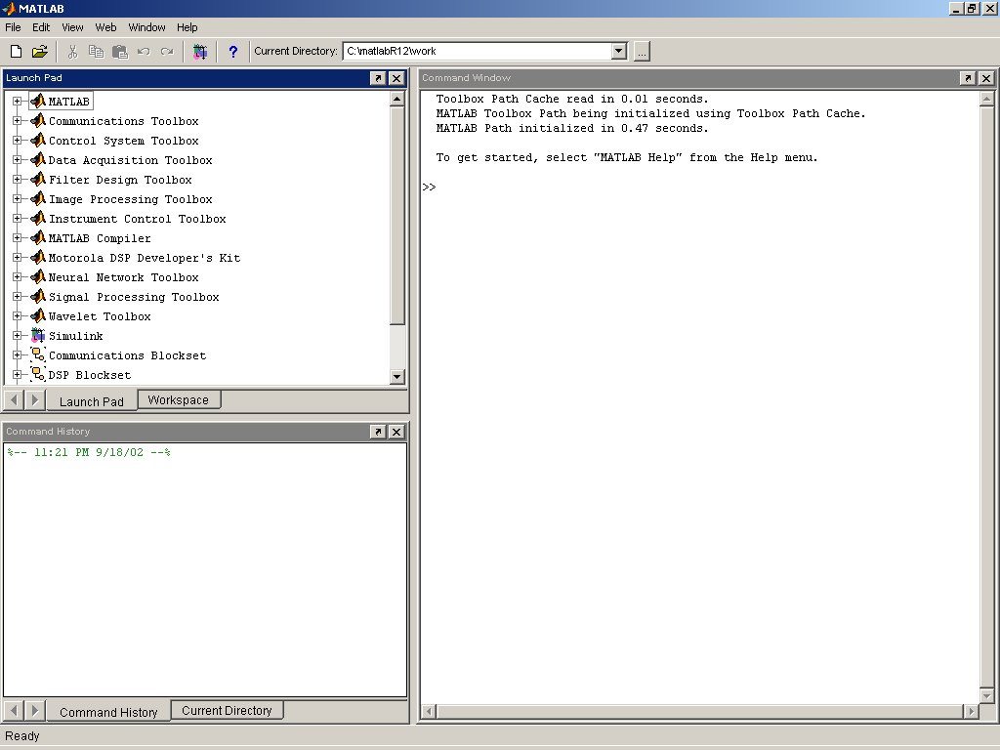 MATLAB
File Edit View Web Window Help
? Current Directory: C:\matlabR12\work ...
Launch Pad
MATLAB
Communications Toolbox
Control System Toolbox
Data Acquisition Toolbox
Filter Design Toolbox
Image Processing Toolbox
Instrument Control Toolbox
MATLAB Compiler
Motorola DSP Developer's Kit
Neural Network Toolbox
Signal Processing Toolbox
Wavelet Toolbox
Simulink
Communications Blockset
DSP Blockset
Launch Pad Workspace
Command History
%-- 11:21 PM 9/18/02 --%
Command History Current Directory
Command Window
Toolbox Path Cache read in 0.01 seconds.
MATLAB Toolbox Path being initialized using Toolbox Path Cache.
MATLAB Path initialized in 0.47 seconds.
To get started, select "MATLAB Help" from the Help menu.
>>
Ready